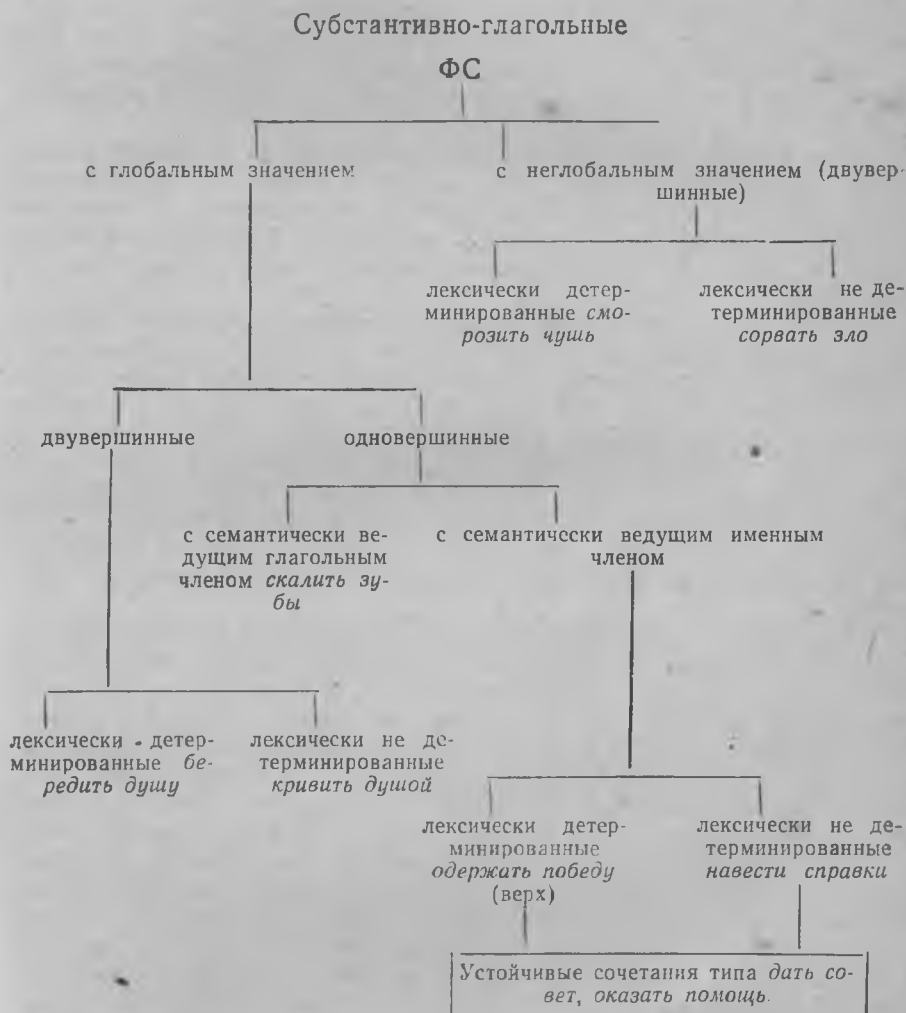 Субстантивно-глагольные
ФС
с глобальным значением
с неглобальным значением (двувер-
шинные)
лексически детер-
минированные смо-
розить чушь
лексически не де-
терминированные
сорвать зло
двувершинные
одновершинные
с семантически ве-
дущим глагольным
членом скалить зу-
бы
с семантически ведущим именным
членом
лексически детер-
минированные бе-
редить душу
лексически не де-
терминированные
кривить душой
лексически детер-
минированные
одержать победу
(верх)
лексически не де-
терминированные
навести справки
Устойчивые сочетания типа дать со-
вет, оказать помощь.